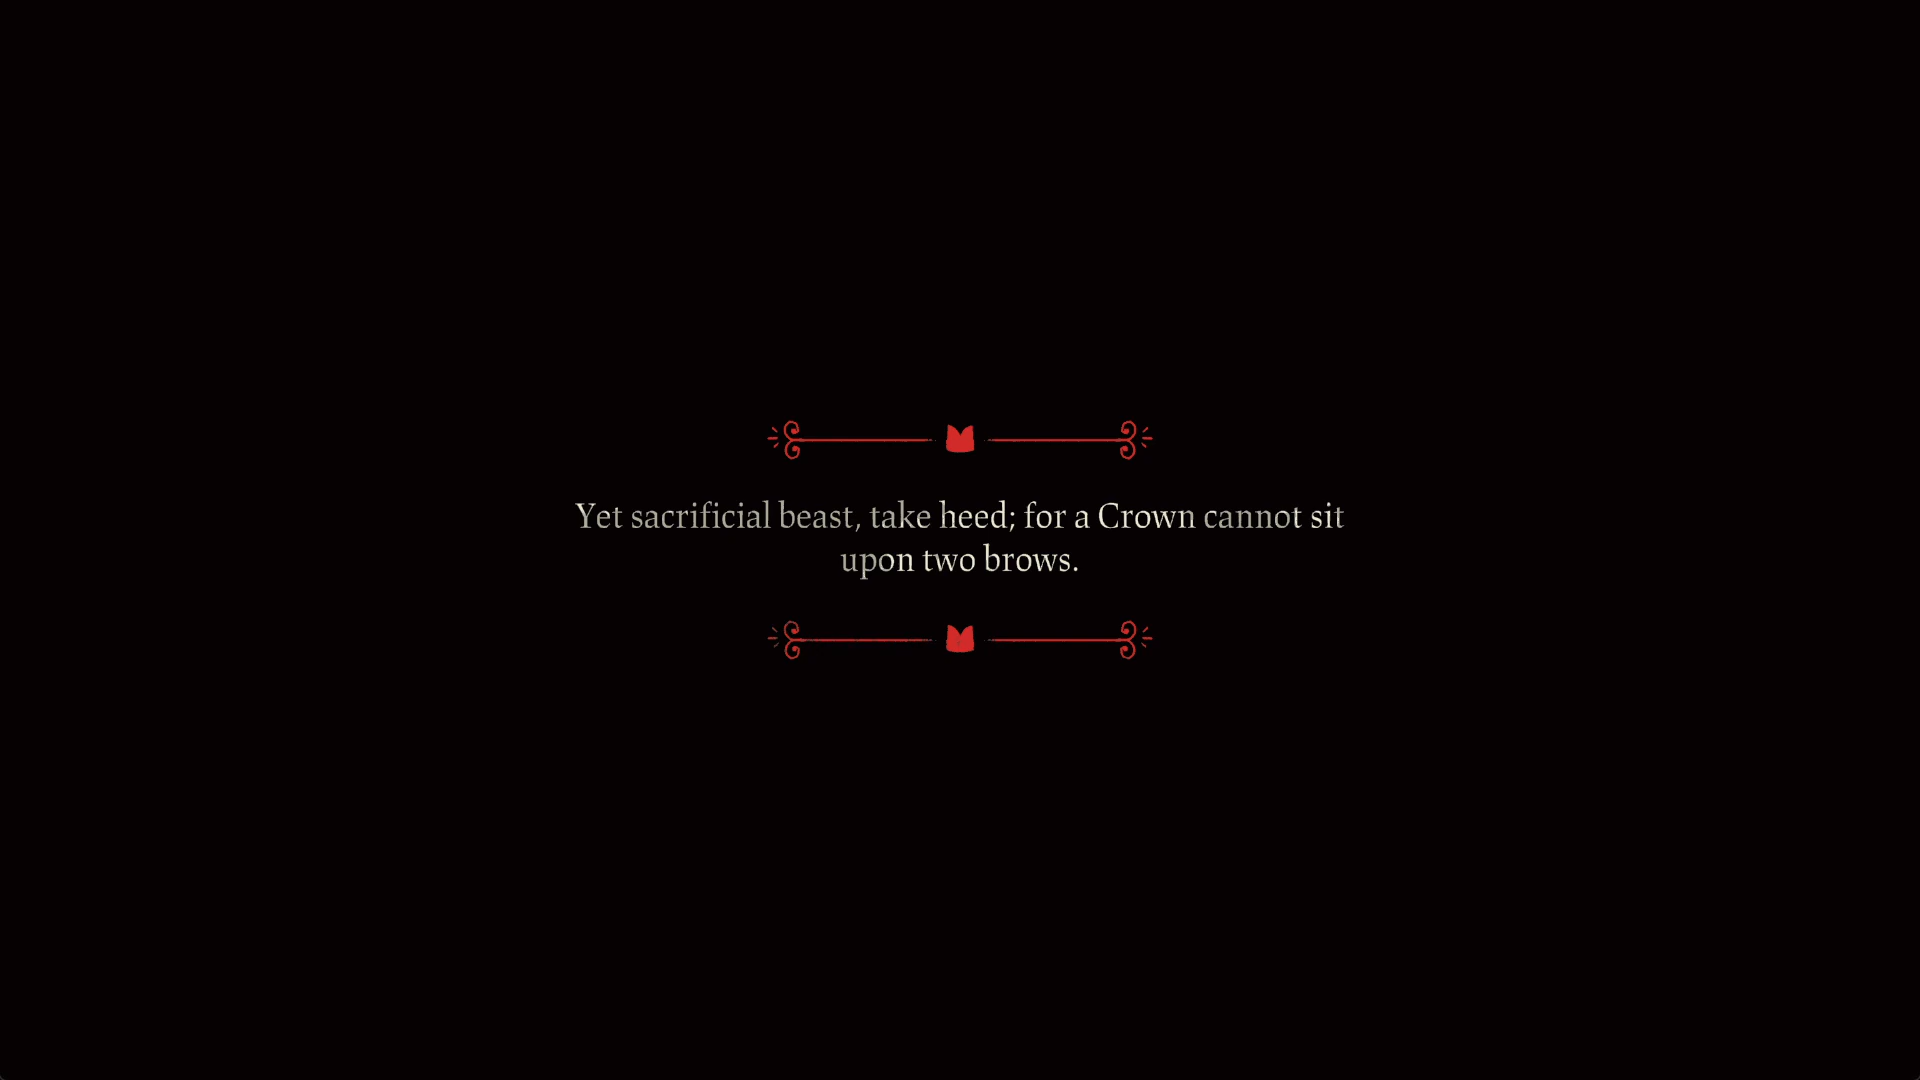 Yet sacrificial beast, take heed; for a Crown cannot sit
upon two brows.